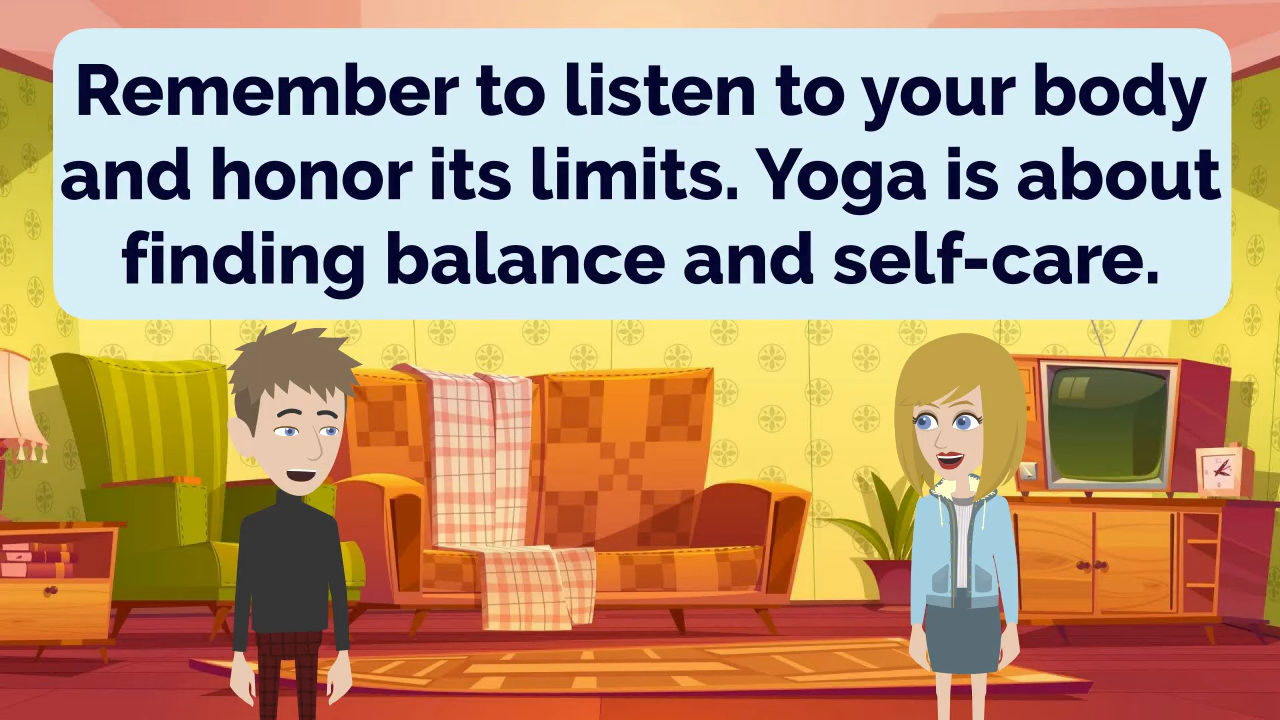 Remember to listen to your body
and honor its limits. Yoga is about
finding balance and self-care.